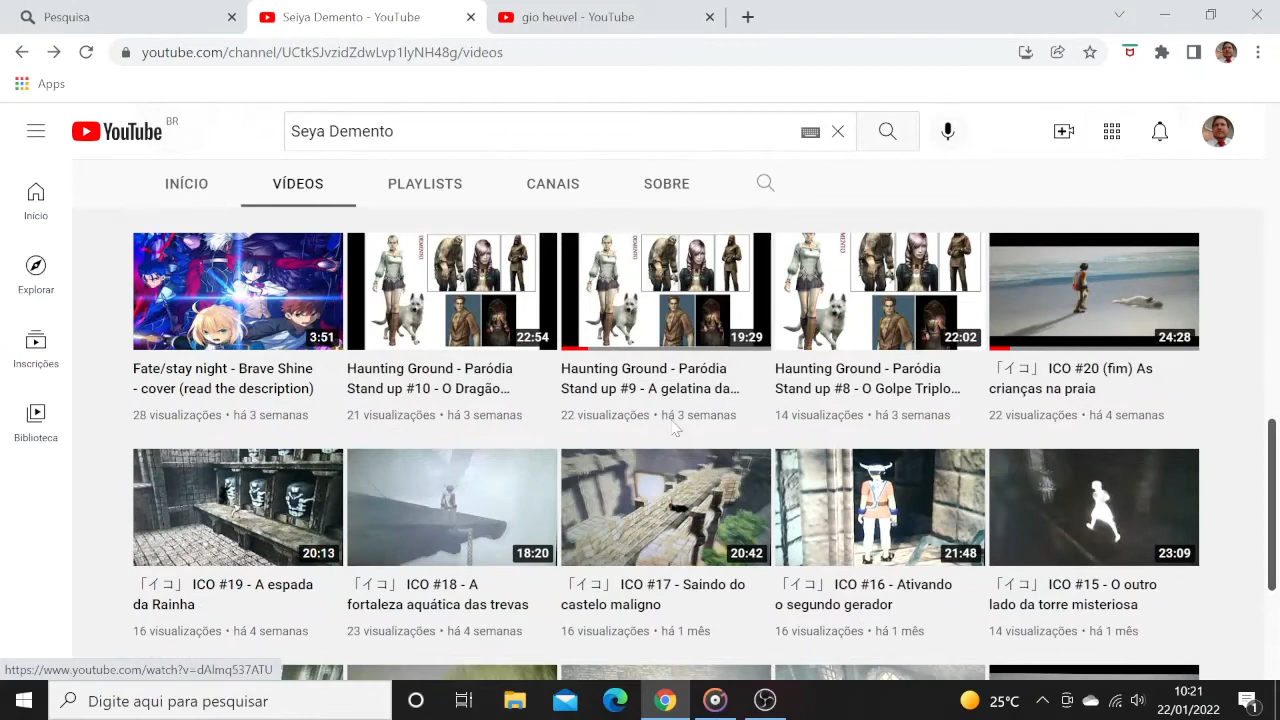 Pesquisa
Seiya Demento - YouTube
gio heuvel - YouTube
youtube.com/channel/UCtkSJvzidZdwLvp1lyNH48g/videos
Apps
YouTube BR
Seya Demento
INÍCIO VÍDEOS PLAYLISTS CANAIS SOBRE
Início
Explorar
Inscrições
Biblioteca
3:51
Fate/stay night - Brave Shine
- cover (read the description)
28 visualizações • há 3 semanas
DEMENTO
22:54
Haunting Ground - Paródia
Stand up #10 - O Dragão...
21 visualizações • há 3 semanas
DEMENTO
19:29
Haunting Ground - Paródia
Stand up #9 - A gelatina da...
22 visualizações • há 3 semanas
22:02
Haunting Ground - Paródia
Stand up #8 - O Golpe Triplo...
14 visualizações • há 3 semanas
24:28
「イコ」 ICO #20 (fim) As
crianças na praia
22 visualizações • há 4 semanas
20:13
「イコ」 ICO #19 - A espada
da Rainha
16 visualizações • há 4 semanas
18:20
「イコ」 ICO #18 - A
fortaleza aquática das trevas
23 visualizações • há 4 semanas
20:42
「イコ」 ICO #17 - Saindo do
castelo maligno
16 visualizações • há 1 mês
21:48
「イコ」 ICO #16 - Ativando
o segundo gerador
16 visualizações • há 1 mês
23:09
「イコ」 ICO #15 - O outro
lado da torre misteriosa
14 visualizações • há 1 mês
https://www.youtube.com/watch?v=dAlmq537ATU
Digite aqui para pesquisar
25°C
10:21
22/01/2022
1